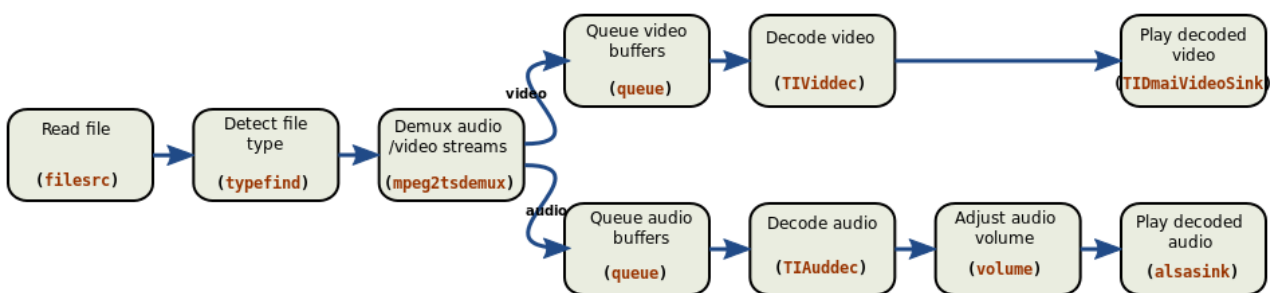 Read file
(filesrc)
Detect file
type
(typefind)
Demux audio
/video streams
(mpeg2tsdemux)
video
Queue video
buffers
(queue)
Decode video
(TIViddec)
Play decoded
video
(TIDmaiVideoSink)
audio
Queue audio
buffers
(queue)
Decode audio
(TIAuddec)
Adjust audio
volume
(volume)
Play decoded
audio
(alsasink)